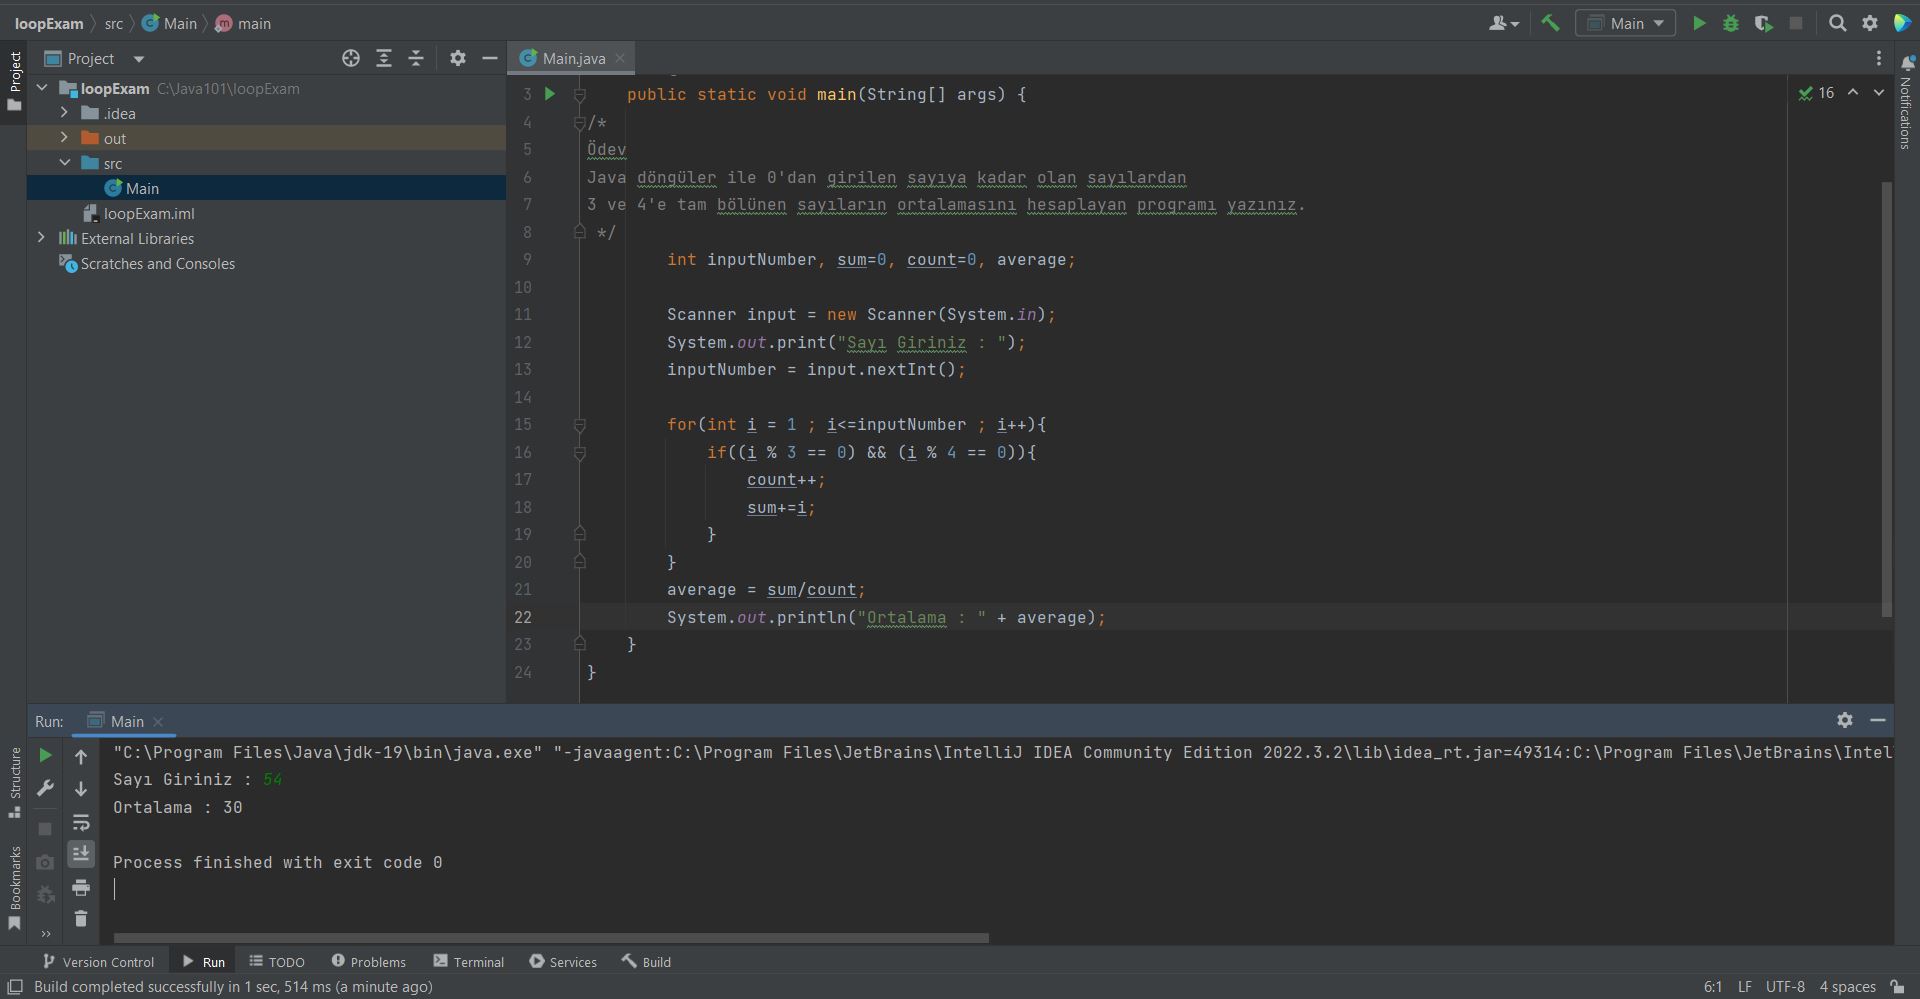 loopExam src Main main
Main
Project
Main.java
loopExam C:\Java101\loopExam
.idea
out
src
Main
loopExam.iml
External Libraries
Scratches and Consoles
Project
Structure
Bookmarks
Notifications
16
3 public static void main(String[] args) {
4 /*
5 Ödev
6 Java döngüler ile 0'dan girilen sayıya kadar olan sayılardan
7 3 ve 4'e tam bölünen sayıların ortalamasını hesaplayan programı yazınız.
8 */
9 int inputNumber, sum=0, count=0, average;
10
11 Scanner input = new Scanner(System.in);
12 System.out.print("Sayı Giriniz : ");
13 inputNumber = input.nextInt();
14
15 for(int i = 1 ; i<=inputNumber ; i++){
16 if((i % 3 == 0) && (i % 4 == 0)){
17 count++;
18 sum+=i;
19 }
20 }
21 average = sum/count;
22 System.out.println("Ortalama : " + average);
23 }
24 }
Run: Main
"C:\Program Files\Java\jdk-19\bin\java.exe" "-javaagent:C:\Program Files\JetBrains\IntelliJ IDEA Community Edition 2022.3.2\lib\idea_rt.jar=49314:C:\Program Files\JetBrains\Intel
Sayı Giriniz : 54
Ortalama : 30
Process finished with exit code 0
Version Control Run TODO Problems Terminal Services Build
Build completed successfully in 1 sec, 514 ms (a minute ago)
6:1 LF UTF-8 4 spaces